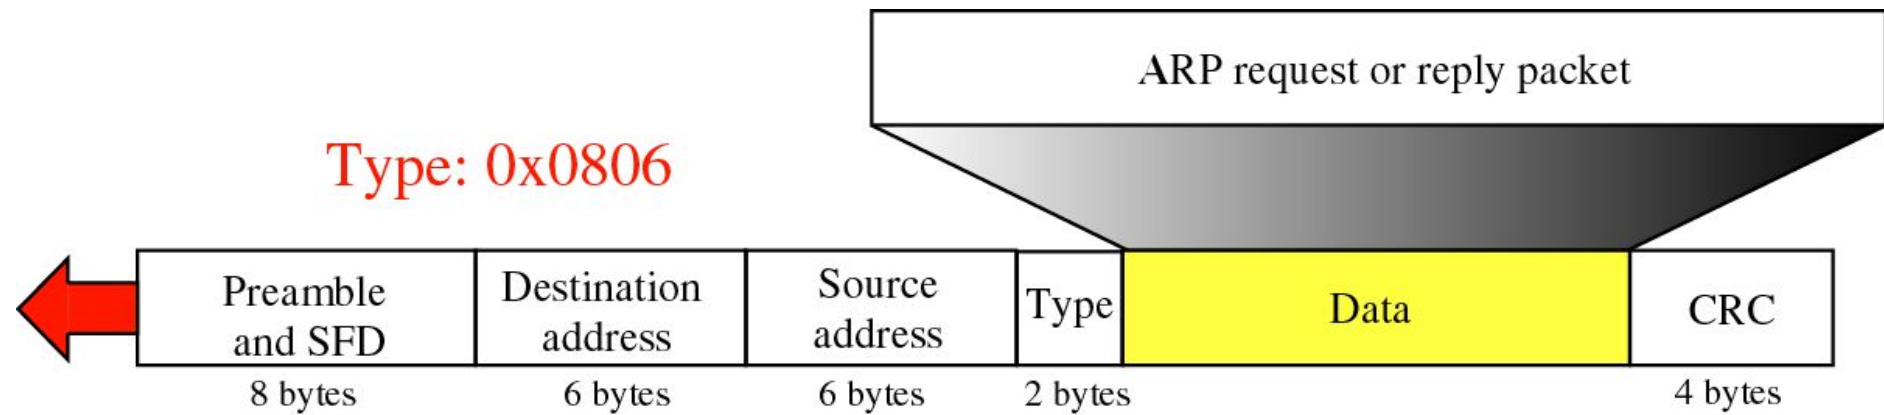 ARP request or reply packet
Type: 0x0806
Preamble
and SFD
Destination
address
Source
address
Type
Data
CRC
8 bytes
6 bytes
6 bytes
2 bytes
4 bytes